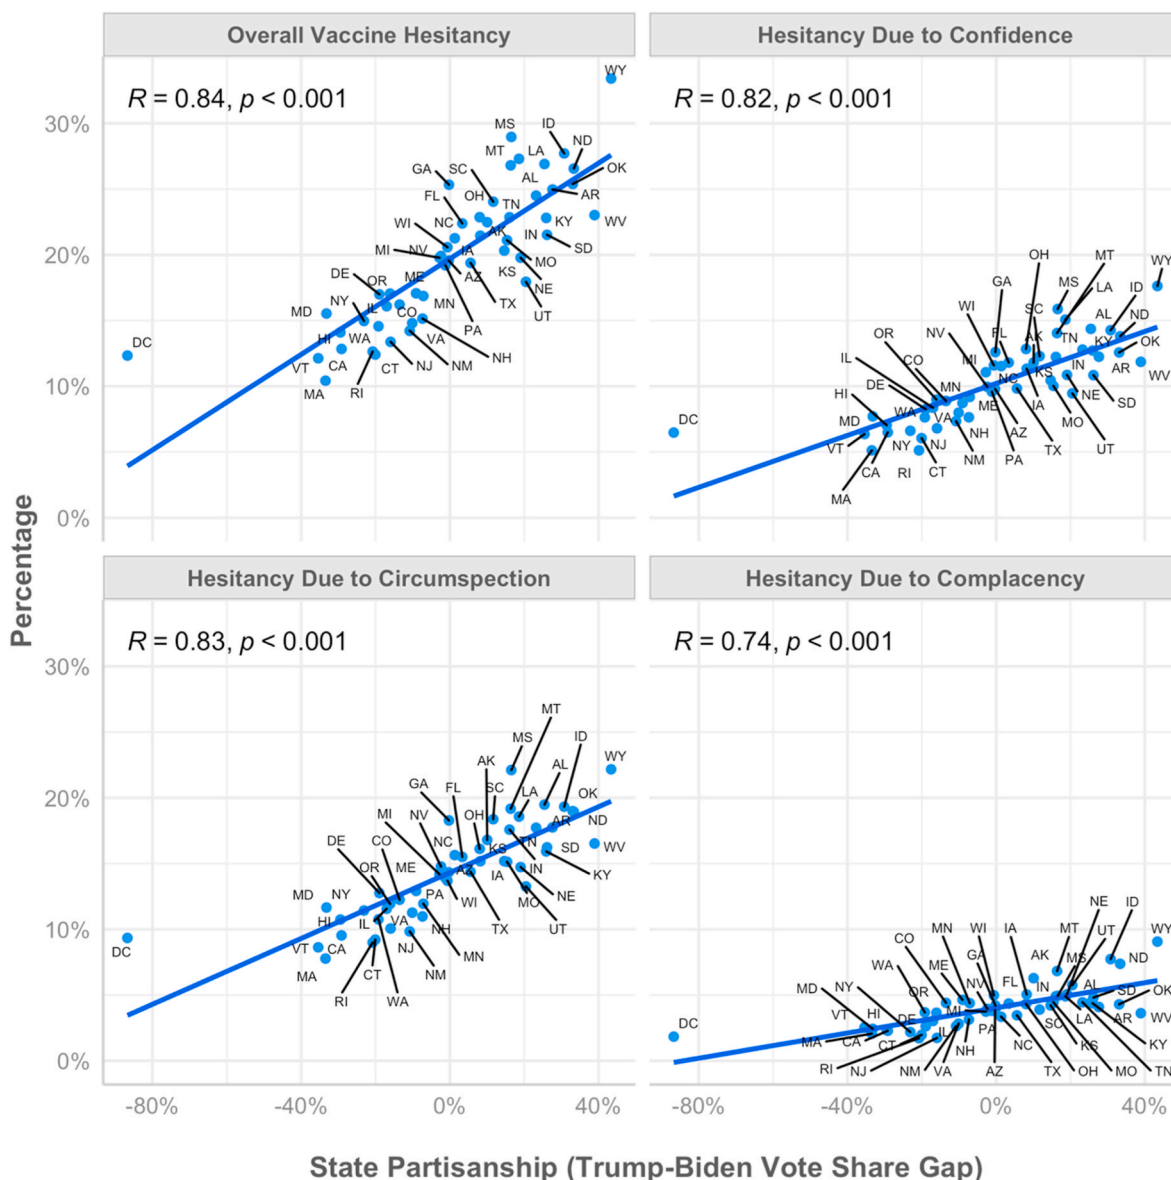 Overall Vaccine Hesitancy
Hesitancy Due to Confidence
R = 0.84, p < 0.001
R = 0.82, p < 0.001
30%
20%
10%
0%
WY
MS
ID
ND
MT
LA
OK
GA
SC
AL
AR
FL
OH
TN
WI
NC
KY
WV
MI
NV
IA
AK
IN
SD
MO
DE
OR
ME
AZ
KS
NE
MD
NY
IL
CO
MN
TX
UT
DC
HI
WA
VA
PA
VT
CA
CT
NJ
NM
NH
MA
RI
OH
MT
GA
MS
WY
LA
ID
WI
SC
AL
ND
OR
NV
FL
AK
TN
KY
OK
IL
CO
MI
KS
AR
WV
HI
DE
MN
NC
ME
IA
NE
SD
DC
MD
WA
VA
AZ
MO
VT
NY
NJ
NH
TX
UT
CA
RI
CT
NM
PA
MA
Percentage
Hesitancy Due to Circumspection
Hesitancy Due to Complacency
R = 0.83, p < 0.001
R = 0.74, p < 0.001
30%
20%
10%
0%
MT
MS
ID
AK
WY
AL
GA
FL
SC
LA
OK
MI
NV
OH
AR
ND
DE
CO
NC
KS
TN
SD
WV
OR
ME
AZ
IA
IN
KY
MD
NY
PA
WI
MO
NE
HI
IL
VA
NH
TX
UT
DC
VT
CA
NJ
MN
MA
CT
NM
RI
WA
NE
ID
MN
WI
IA
MT
UT
WY
CO
GA
AK
MS
ND
WA
ME
NV
FL
IN
AL
SD
OK
MD
NY
OR
DC
VT
HI
DE
MI
PA
SC
LA
AR
WV
MA
CA
CT
IL
NH
NC
KS
KY
RI
NJ
NM
VA
AZ
TX
OH
MO
TN
-80%
-40%
0%
40%
-80%
-40%
0%
40%
State Partisanship (Trump-Biden Vote Share Gap)